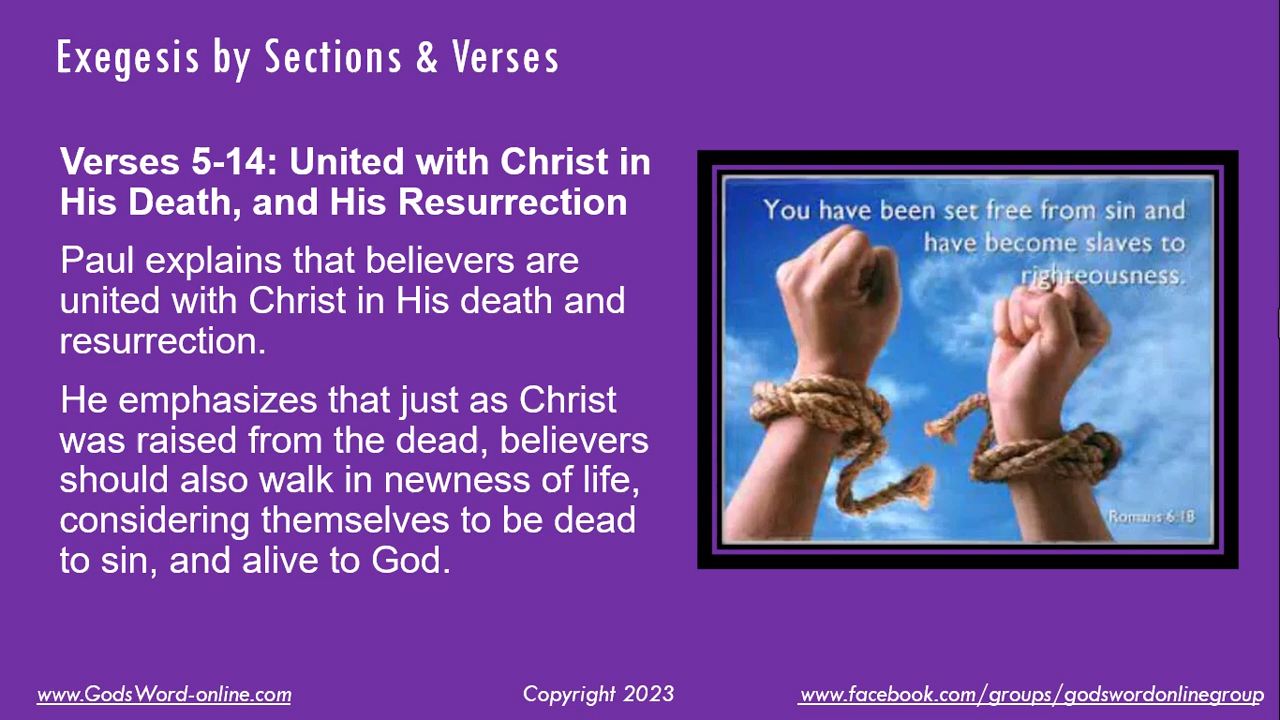 Exegesis by Sections & Verses
Verses 5-14: United with Christ in
His Death, and His Resurrection
Paul explains that believers are
united with Christ in His death and
resurrection.
He emphasizes that just as Christ
was raised from the dead, believers
should also walk in newness of life,
considering themselves to be dead
to sin, and alive to God.
You have been set free from sin and
have become slaves to
righteousness.
Romans 6:18
www.GodsWord-online.com
Copyright 2023
www.facebook.com/groups/godswordonlinegroup